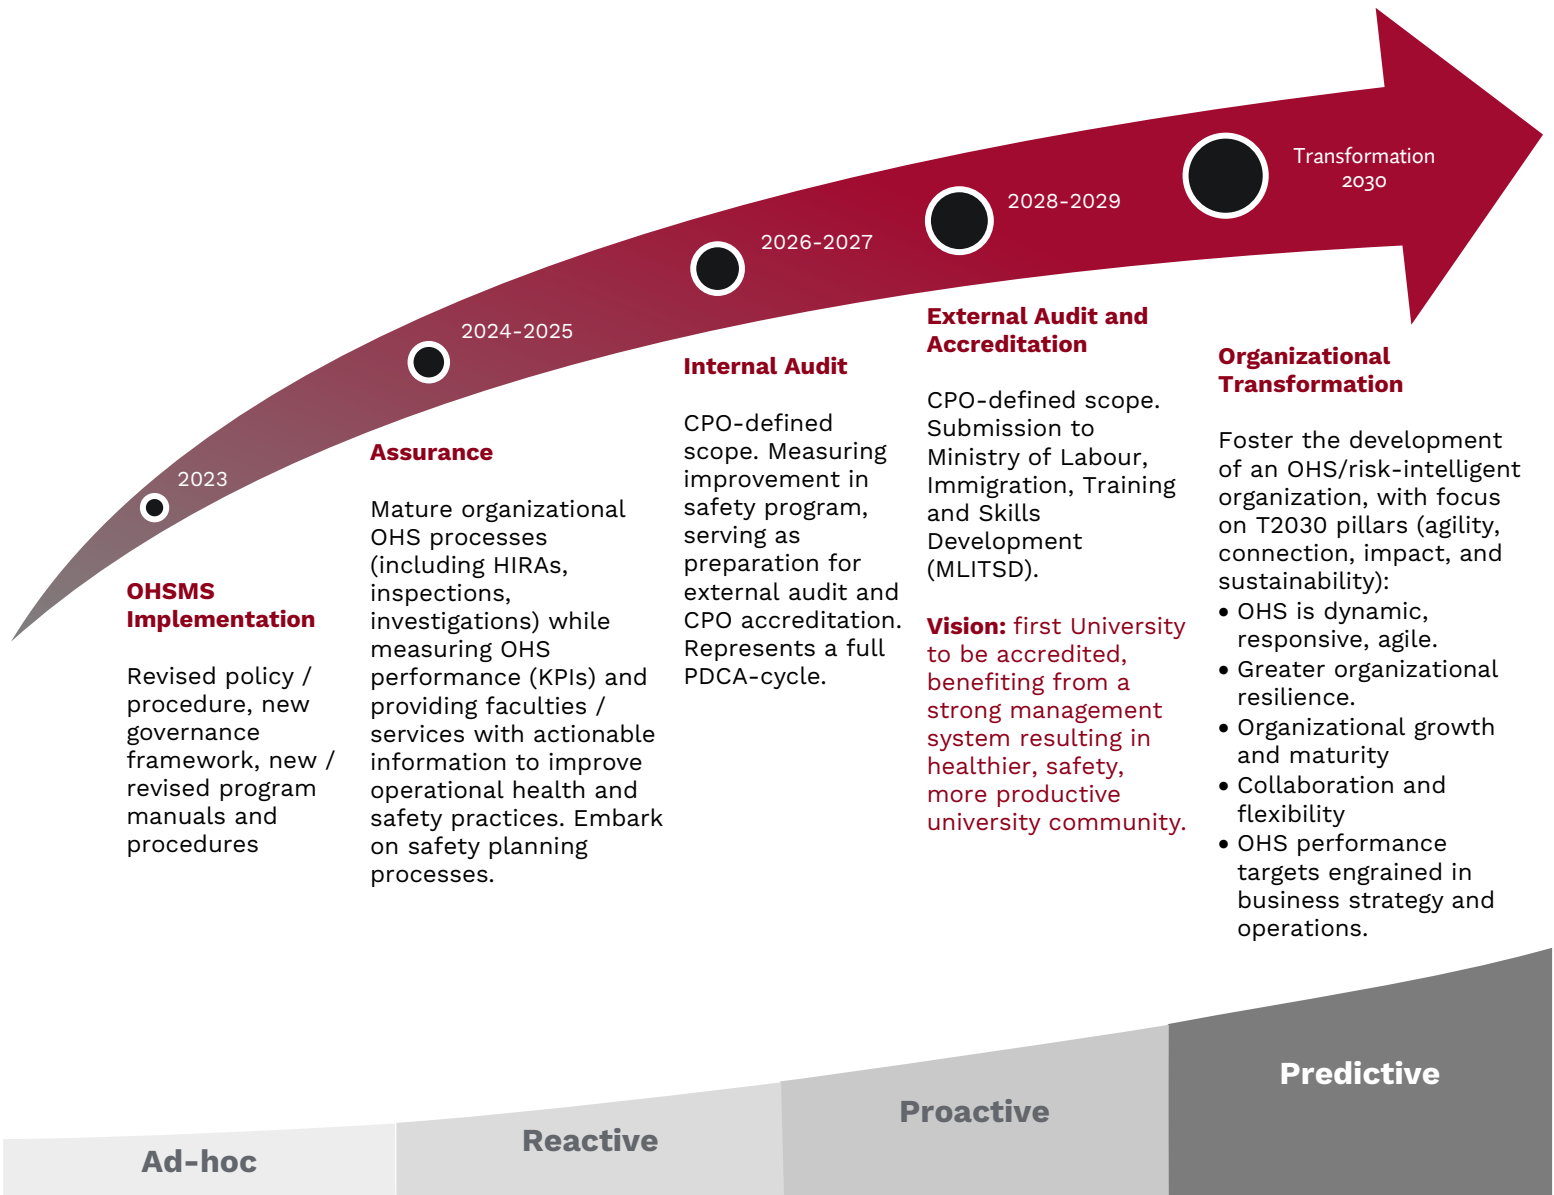 Transformation
2030
2028-2029
2026-2027
2024-2025
2023
OHSMS
Implementation
Revised policy /
procedure, new
governance
framework, new /
revised program
manuals and
procedures
Assurance
Mature organizational
OHS processes
(including HIRAs,
inspections,
investigations) while
measuring OHS
performance (KPIs) and
providing faculties /
services with actionable
information to improve
operational health and
safety practices. Embark
on safety planning
processes.
Internal Audit
CPO-defined
scope. Measuring
improvement in
safety program,
serving as
preparation for
external audit and
CPO accreditation.
Represents a full
PDCA-cycle.
External Audit and
Accreditation
CPO-defined scope.
Submission to
Ministry of Labour,
Immigration, Training
and Skills
Development
(MLITSD).
Vision: first University
to be accredited,
benefiting from a
strong management
system resulting in
healthier, safety,
more productive
university community.
Organizational
Transformation
Foster the development
of an OHS/risk-intelligent
organization, with focus
on T2030 pillars (agility,
connection, impact, and
sustainability):
• OHS is dynamic,
responsive, agile.
• Greater organizational
resilience.
• Organizational growth
and maturity
• Collaboration and
flexibility
• OHS performance
targets engrained in
business strategy and
operations.
Ad-hoc
Reactive
Proactive
Predictive